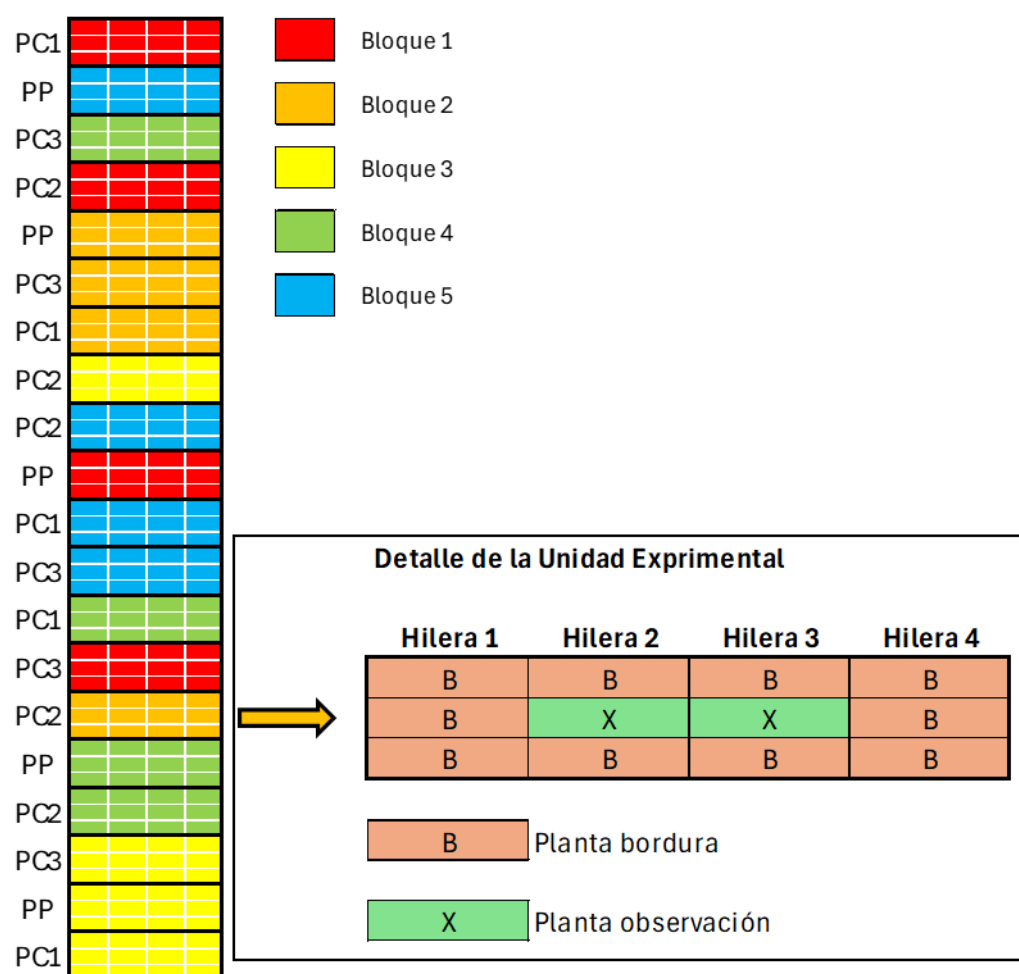 PC1
PP
PC3
PC2
PP
PC3
PC1
PC2
PC2
PP
PC1
PC3
PC1
PC3
PC2
PP
PC2
PC3
PP
PC1
Bloque 1
Bloque 2
Bloque 3
Bloque 4
Bloque 5
Detalle de la Unidad Exprimental
Hilera 1 Hilera 2 Hilera 3 Hilera 4
B B B B
B X X B
B B B B
B Planta bordura
X Planta observación